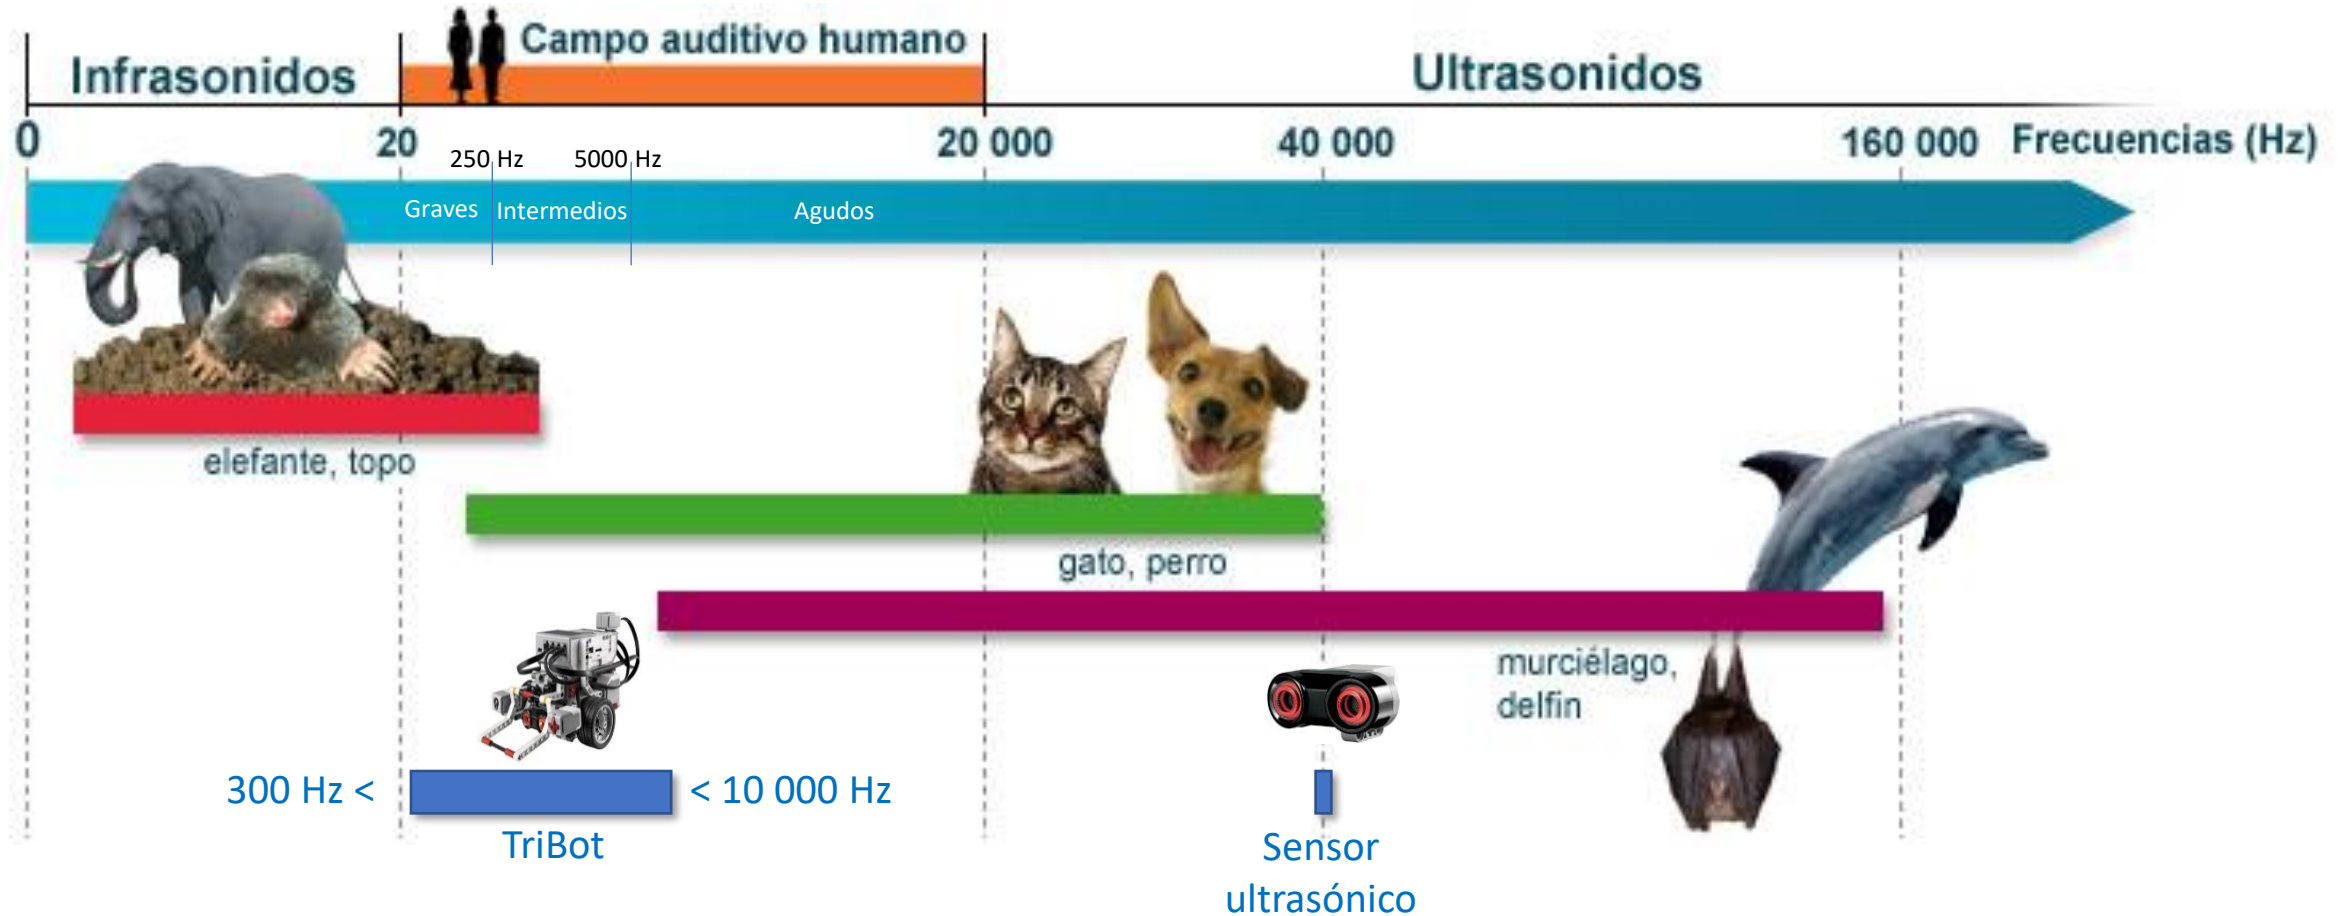 Campo auditivo humano
Infrasonidos
Ultrasonidos
0
20
20 000
40 000
160 000
Frecuencias (Hz)
250 Hz
5000 Hz
Graves
Intermedios
Agudos
elefante, topo
gato, perro
murciélago,
delfin
300 Hz <
< 10 000 Hz
TriBot
Sensor
ultrasónico